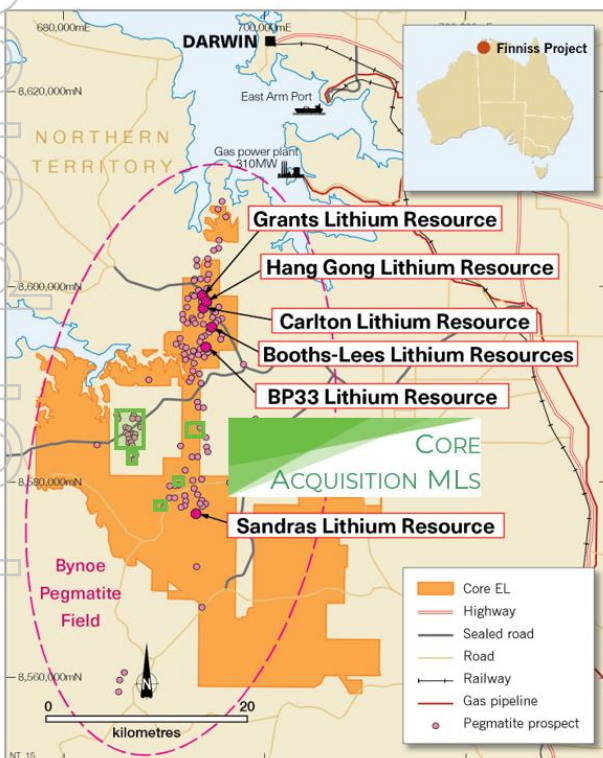 680,000mE
700,000mE
DARWIN
Finniss Project
8,620,000mN
East Arm Port
NORTHERN
TERRITORY
Gas power plant
310MW
Grants Lithium Resource
Hang Gong Lithium Resource
8,600,000mN
Carlton Lithium Resource
Booths-Lees Lithium Resources
BP33 Lithium Resource
CORE
ACQUISITION MLs
8,580,000mN
Sandras Lithium Resource
Bynoe
Pegmatite
Field
Core EL
Highway
Sealed road
Road
Railway
Gas pipeline
Pegmatite prospect
8,560,000mN
N
0
20
kilometres
NT_15